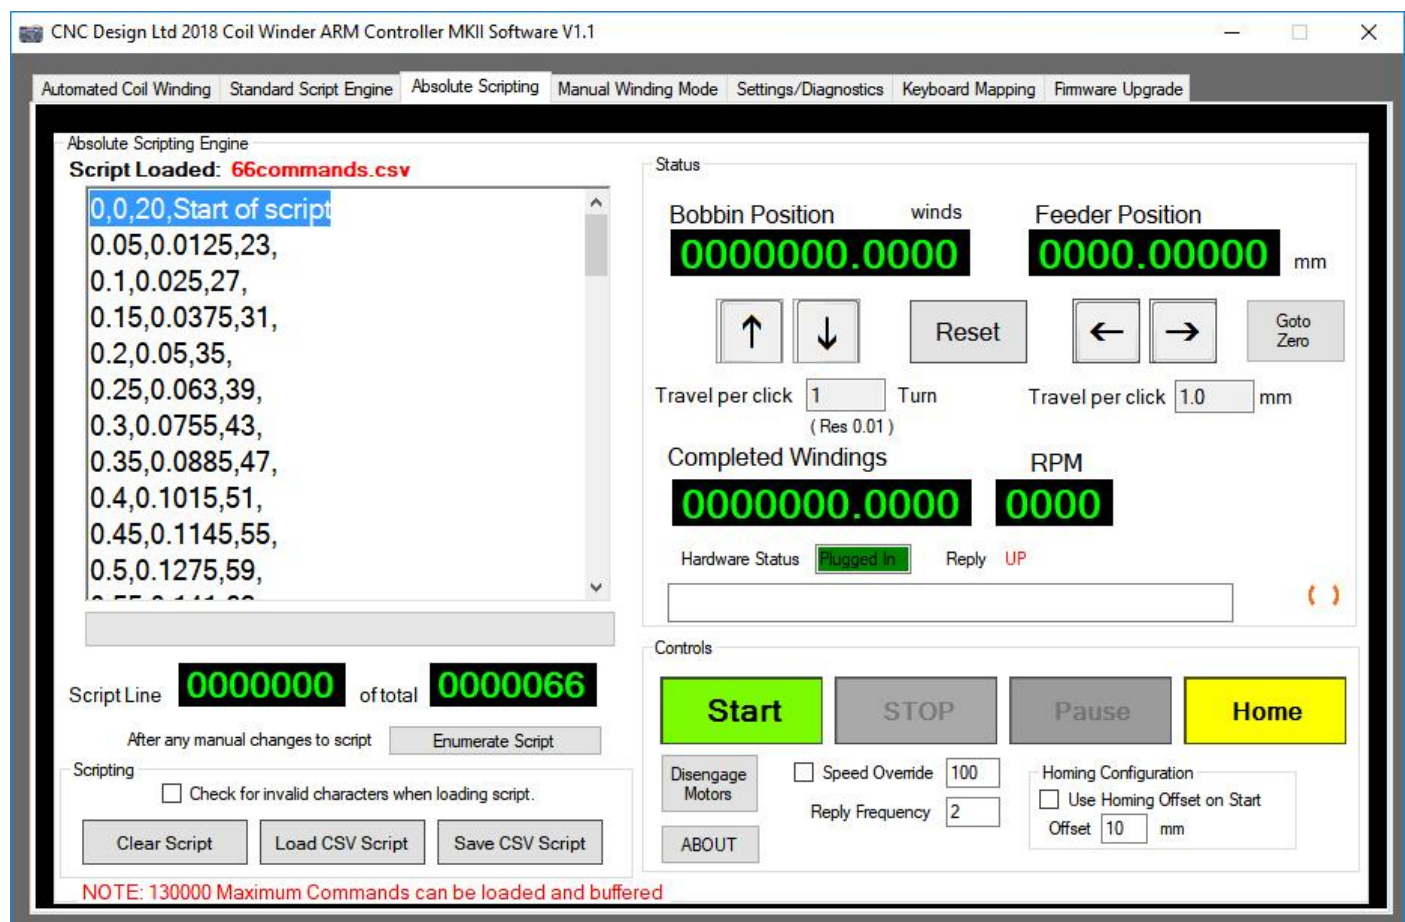 CNC Design Ltd 2018 Coil Winder ARM Controller MKII Software V1.1
Automated Coil Winding Standard Script Engine Absolute Scripting Manual Winding Mode Settings/Diagnostics Keyboard Mapping Firmware Upgrade
Absolute Scripting Engine
Script Loaded: 66commands.csv
0,0,20,Start of script
0.05,0.0125,23,
0.1,0.025,27,
0.15,0.0375,31,
0.2,0.05,35,
0.25,0.063,39,
0.3,0.0755,43,
0.35,0.0885,47,
0.4,0.1015,51,
0.45,0.1145,55,
0.5,0.1275,59,
Script Line 0000000 of total 0000066
After any manual changes to script Enumerate Script
Scripting
Check for invalid characters when loading script.
Clear Script Load CSV Script Save CSV Script
NOTE: 130000 Maximum Commands can be loaded and buffered
Status
Bobbin Position winds Feeder Position
0000000.0000 0000.00000 mm
↑ ↓ Reset ← → Goto Zero
Travel per click 1 Turn Travel per click 1.0 mm
( Res 0.01 )
Completed Windings RPM
0000000.0000 0000
Hardware Status Plugged In Reply UP
Controls
Start STOP Pause Home
Disengage Motors Speed Override 100 Homing Configuration
Use Homing Offset on Start
Reply Frequency 2 Offset 10 mm
ABOUT